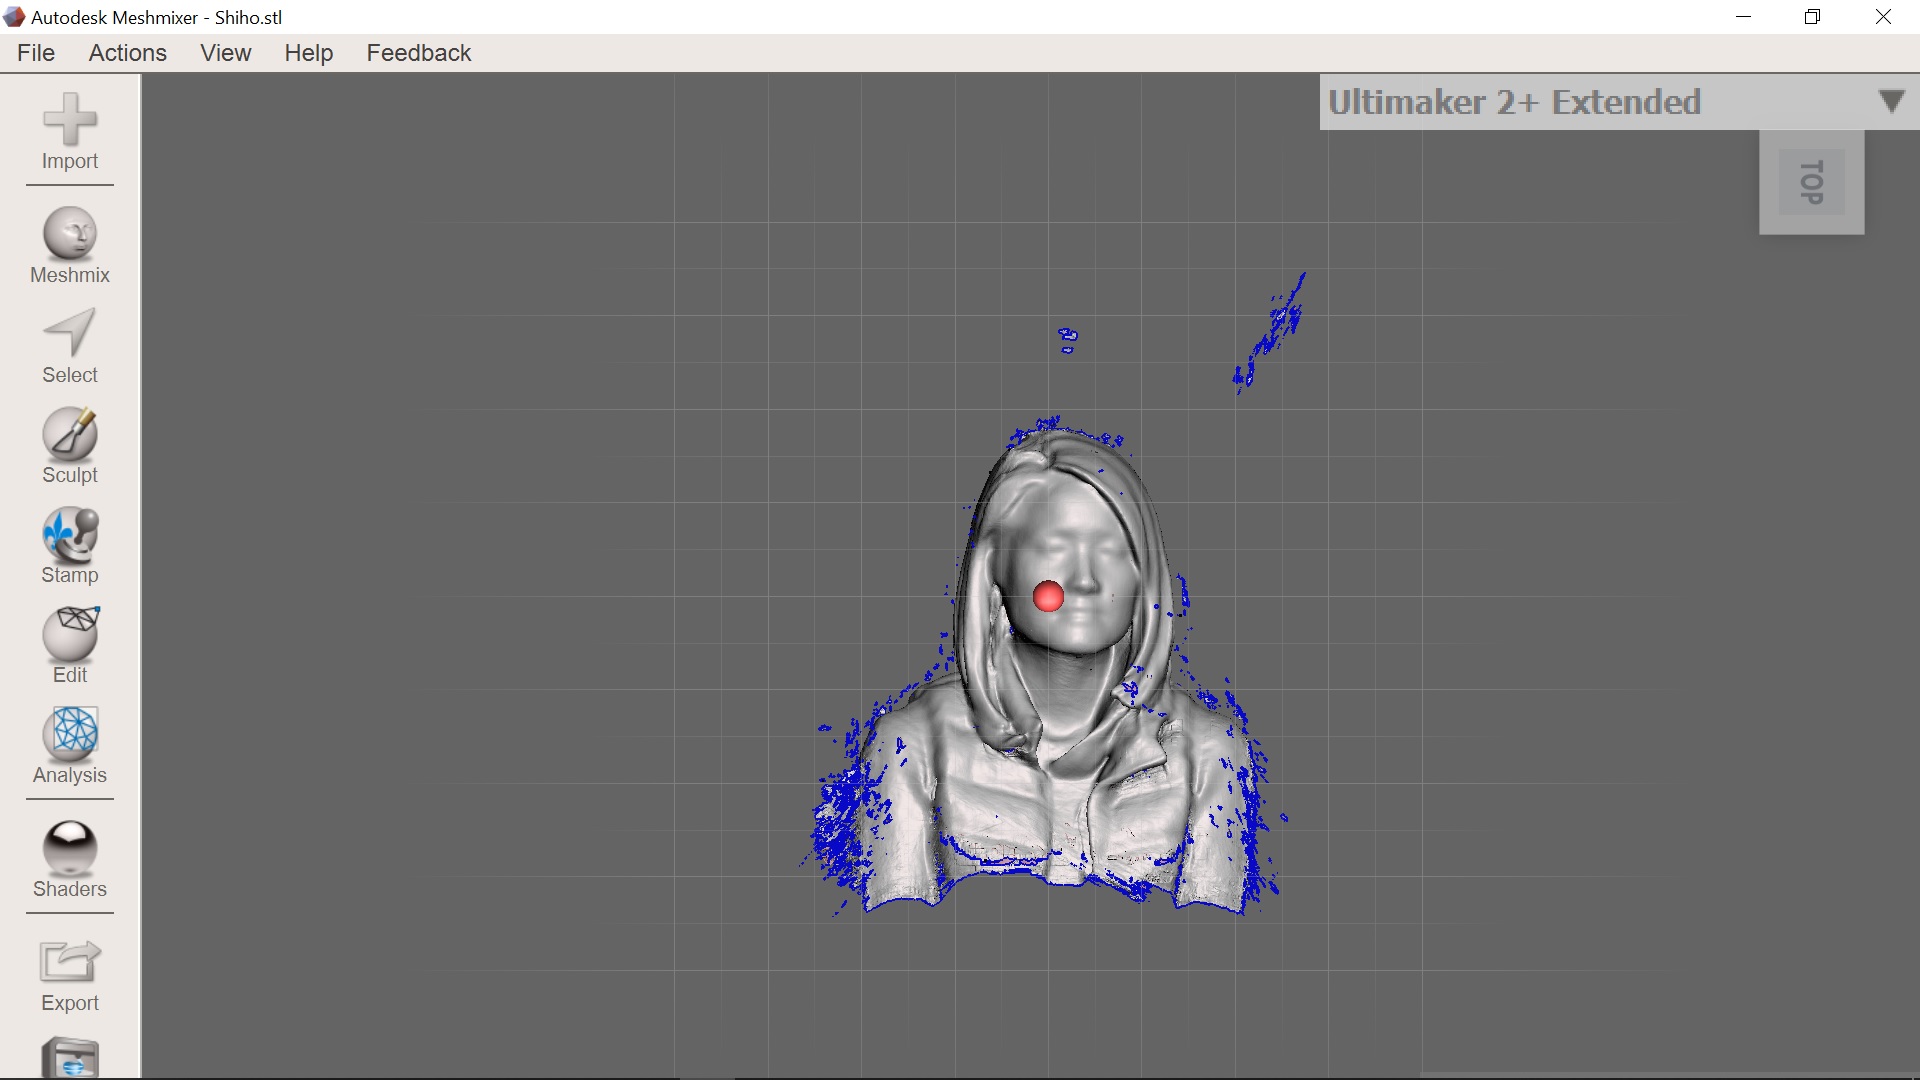 Autodesk Meshmixer - Shiho.stl
File Actions View Help Feedback
Ultimaker 2+ Extended
TOP
Import
Meshmix
Select
Sculpt
Stamp
Edit
Analysis
Shaders
Export